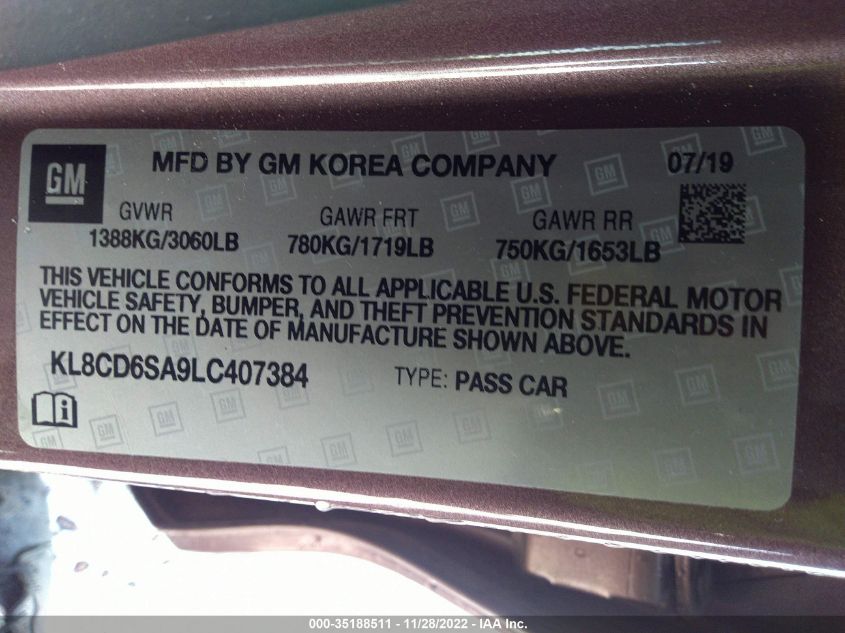 GM MFD BY GM KOREA COMPANY 07/19
GVWR GAWR FRT GAWR RR
1388KG/3060LB 780KG/1719LB 750KG/1653LB
THIS VEHICLE CONFORMS TO ALL APPLICABLE U.S. FEDERAL MOTOR
VEHICLE SAFETY, BUMPER, AND THEFT PREVENTION STANDARDS IN
EFFECT ON THE DATE OF MANUFACTURE SHOWN ABOVE.
KL8CD6SA9LC407384 TYPE: PASS CAR
000-35188511 - 11/28/2022 - IAA Inc.